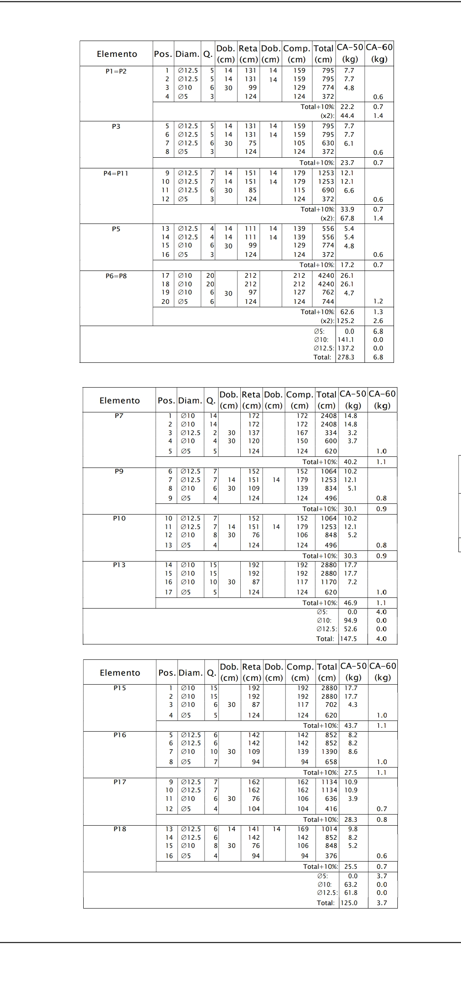 Elemento Pos. Diam. Q. Dob. (cm) Reta (cm) Dob. (cm) Comp. (cm) Total (cm) CA-50 (kg) CA-60 (kg)
P1=P2 1 Ø12.5 5 14 131 14 159 795 7.7
2 Ø12.5 5 14 131 14 159 795 7.7
3 Ø10 6 30 99 129 774 4.8
4 Ø5 3 124 124 372 0.6
Total+10%: 22.2 0.7
(x2): 44.4 1.4
P3 5 Ø12.5 5 14 131 14 159 795 7.7
6 Ø12.5 5 14 131 14 159 795 7.7
7 Ø12.5 6 30 75 105 630 6.1
8 Ø5 3 124 124 372 0.6
Total+10%: 23.7 0.7
P4=P11 9 Ø12.5 7 14 151 14 179 1253 12.1
10 Ø12.5 7 14 151 14 179 1253 12.1
11 Ø12.5 6 30 85 115 690 6.6
12 Ø5 3 124 124 372 0.6
Total+10%: 33.9 0.7
(x2): 67.8 1.4
P5 13 Ø12.5 4 14 111 14 139 556 5.4
14 Ø12.5 4 14 111 14 139 556 5.4
15 Ø10 6 30 99 129 774 4.8
16 Ø5 3 124 124 372 0.6
Total+10%: 17.2 0.7
P6=P8 17 Ø10 20 212 212 4240 26.1
18 Ø10 20 212 212 4240 26.1
19 Ø10 6 30 97 127 762 4.7
20 Ø5 6 124 124 744 1.2
Total+10%: 62.6 1.3
(x2): 125.2 2.6
Ø5: 0.0 6.8
Ø10: 141.1 0.0
Ø12.5: 137.2 0.0
Total: 278.3 6.8
Elemento Pos. Diam. Q. Dob. (cm) Reta (cm) Dob. (cm) Comp. (cm) Total (cm) CA-50 (kg) CA-60 (kg)
P7 1 Ø10 14 172 172 2408 14.8
2 Ø10 14 172 172 2408 14.8
3 Ø12.5 2 30 137 167 334 3.2
4 Ø10 4 30 120 150 600 3.7
5 Ø5 5 124 124 620 1.0
Total+10%: 40.2 1.1
P9 6 Ø12.5 7 152 152 1064 10.2
7 Ø12.5 7 14 151 14 179 1253 12.1
8 Ø10 6 30 109 139 834 5.1
9 Ø5 4 124 124 496 0.8
Total+10%: 30.1 0.9
P10 10 Ø12.5 7 152 152 1064 10.2
11 Ø12.5 7 14 151 14 179 1253 12.1
12 Ø10 8 30 76 106 848 5.2
13 Ø5 4 124 124 496 0.8
Total+10%: 30.3 0.9
P13 14 Ø10 15 192 192 2880 17.7
15 Ø10 15 192 192 2880 17.7
16 Ø10 10 30 87 117 1170 7.2
17 Ø5 5 124 124 620 1.0
Total+10%: 46.9 1.1
Ø5: 0.0 4.0
Ø10: 94.9 0.0
Ø12.5: 52.6 0.0
Total: 147.5 4.0
Elemento Pos. Diam. Q. Dob. (cm) Reta (cm) Dob. (cm) Comp. (cm) Total (cm) CA-50 (kg) CA-60 (kg)
P15 1 Ø10 15 192 192 2880 17.7
2 Ø10 15 192 192 2880 17.7
3 Ø10 6 30 87 117 702 4.3
4 Ø5 5 124 124 620 1.0
Total+10%: 43.7 1.1
P16 5 Ø12.5 6 142 142 852 8.2
6 Ø12.5 6 142 142 852 8.2
7 Ø10 10 30 109 139 1390 8.6
8 Ø5 7 94 94 658 1.0
Total+10%: 27.5 1.1
P17 9 Ø12.5 7 162 162 1134 10.9
10 Ø12.5 7 162 162 1134 10.9
11 Ø10 6 30 76 106 636 3.9
12 Ø5 4 104 104 416 0.7
Total+10%: 28.3 0.8
P18 13 Ø12.5 6 14 141 14 169 1014 9.8
14 Ø12.5 6 142 142 852 8.2
15 Ø10 8 30 76 106 848 5.2
16 Ø5 4 94 94 376 0.6
Total+10%: 25.5 0.7
Ø5: 0.0 3.7
Ø10: 63.2 0.0
Ø12.5: 61.8 0.0
Total: 125.0 3.7